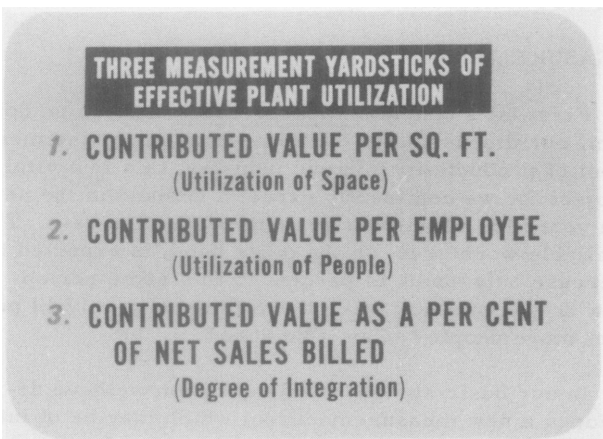 THREE MEASUREMENT YARDSTICKS OF
EFFECTIVE PLANT UTILIZATION
1. CONTRIBUTED VALUE PER SQ. FT.
(Utilization of Space)
2. CONTRIBUTED VALUE PER EMPLOYEE
(Utilization of People)
3. CONTRIBUTED VALUE AS A PER CENT
OF NET SALES BILLED
(Degree of Integration)